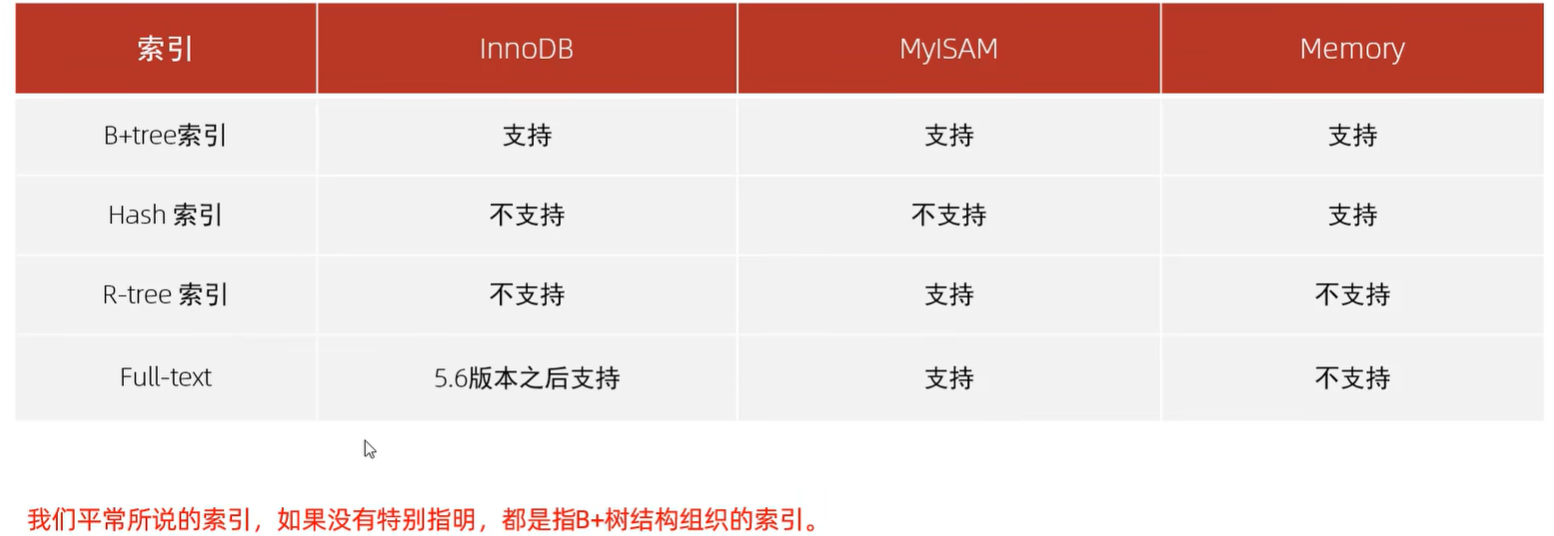 索引 InnoDB MyISAM Memory
B+tree索引 支持 支持 支持
Hash 索引 不支持 不支持 支持
R-tree 索引 不支持 支持 不支持
Full-text 5.6版本之后支持 支持 不支持
我们平常所说的索引，如果没有特别指明，都是指B+树结构组织的索引。